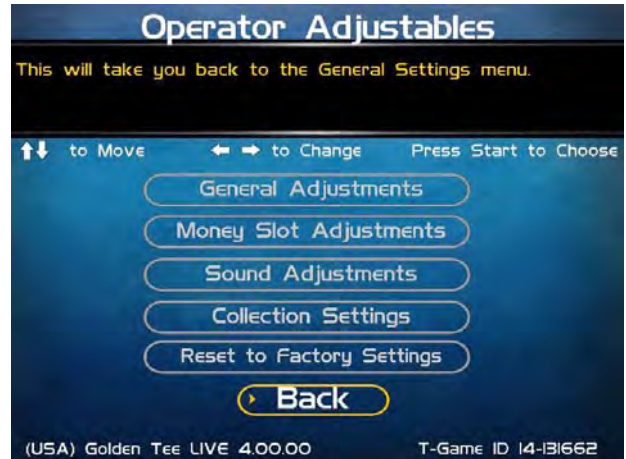 Operator Adjustables
This will take you back to the General Settings menu.
to Move to Change Press Start to Choose
General Adjustments
Money Slot Adjustments
Sound Adjustments
Collection Settings
Reset to Factory Settings
Back
(USA) Golden Tee LIVE 4.00.00 T-Game ID 14-131662